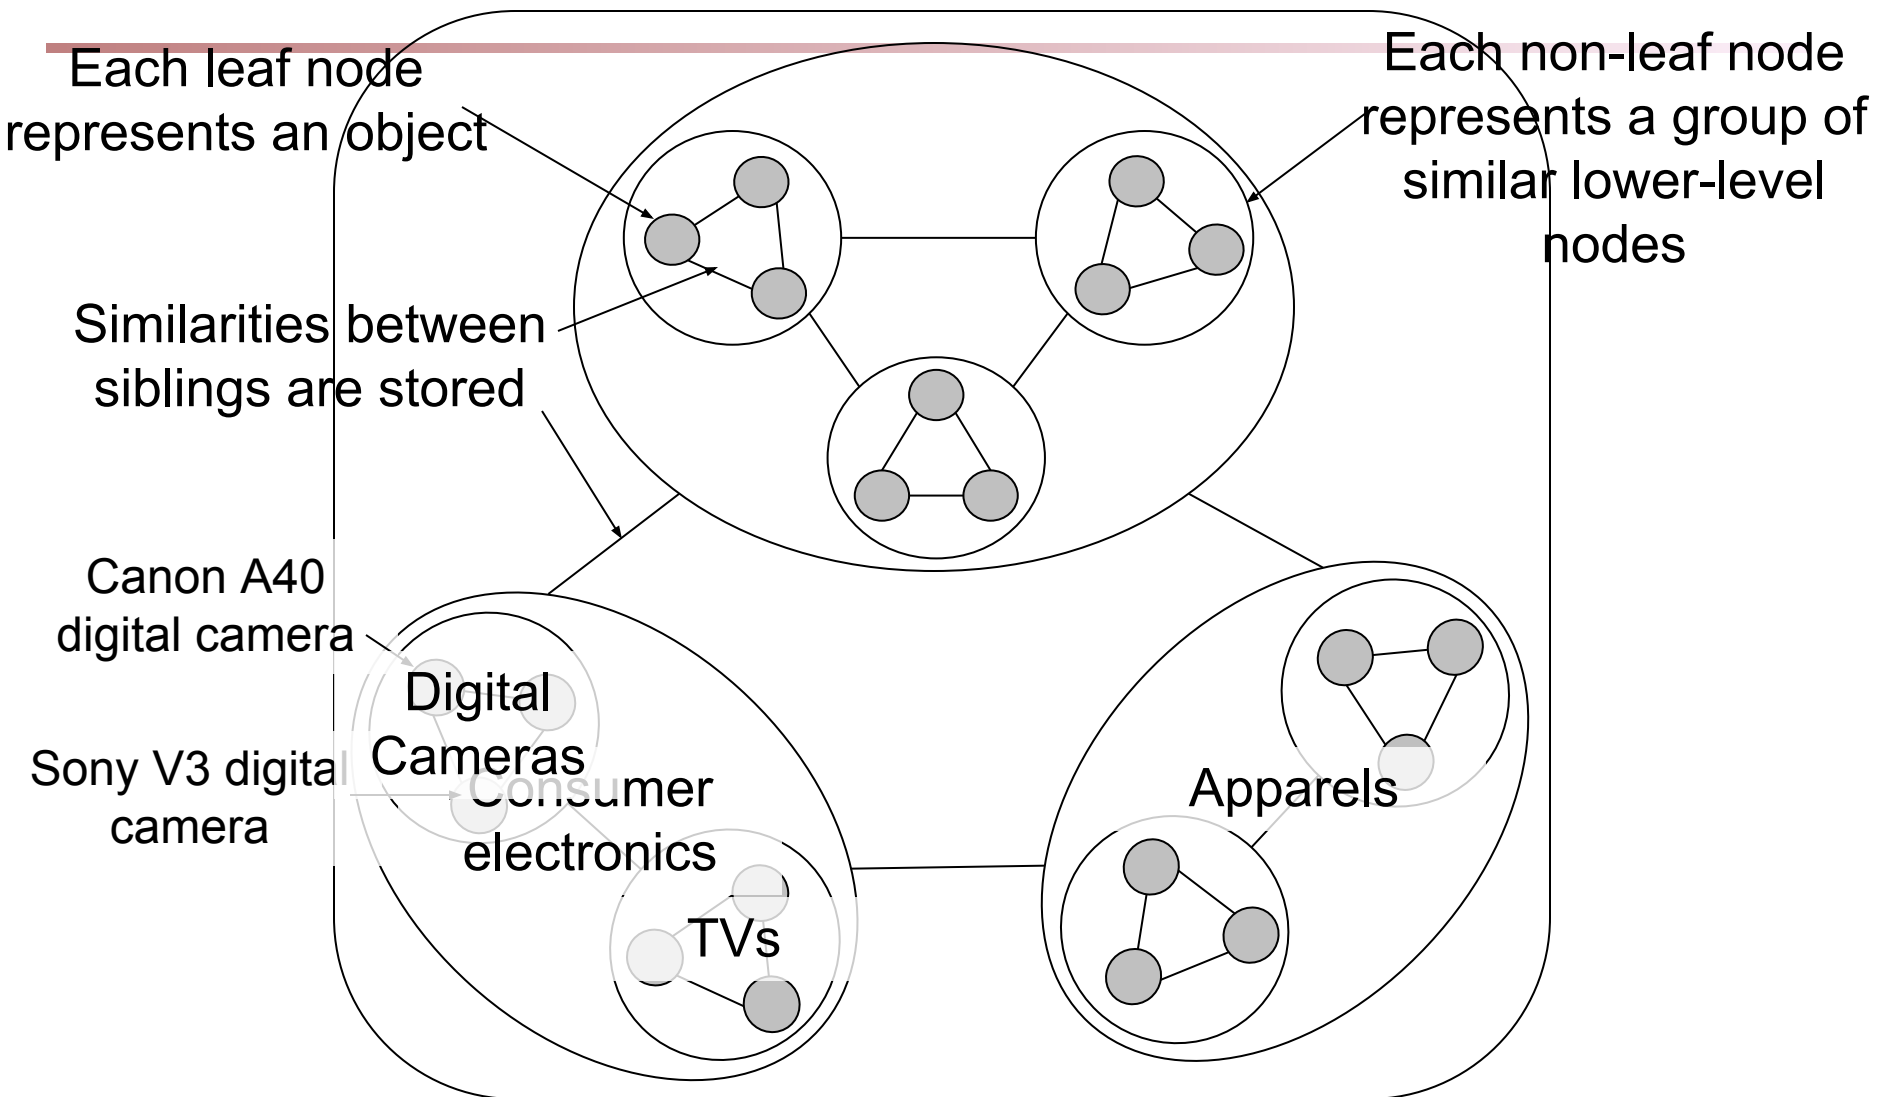 Each leaf node
represents an object
Each non-leaf node
represents a group of
similar lower-level
nodes
Similarities between
siblings are stored
Canon A40
digital camera
Digital
Cameras
Sony V3 digital
camera
Consumer
electronics
Apparels
TVs